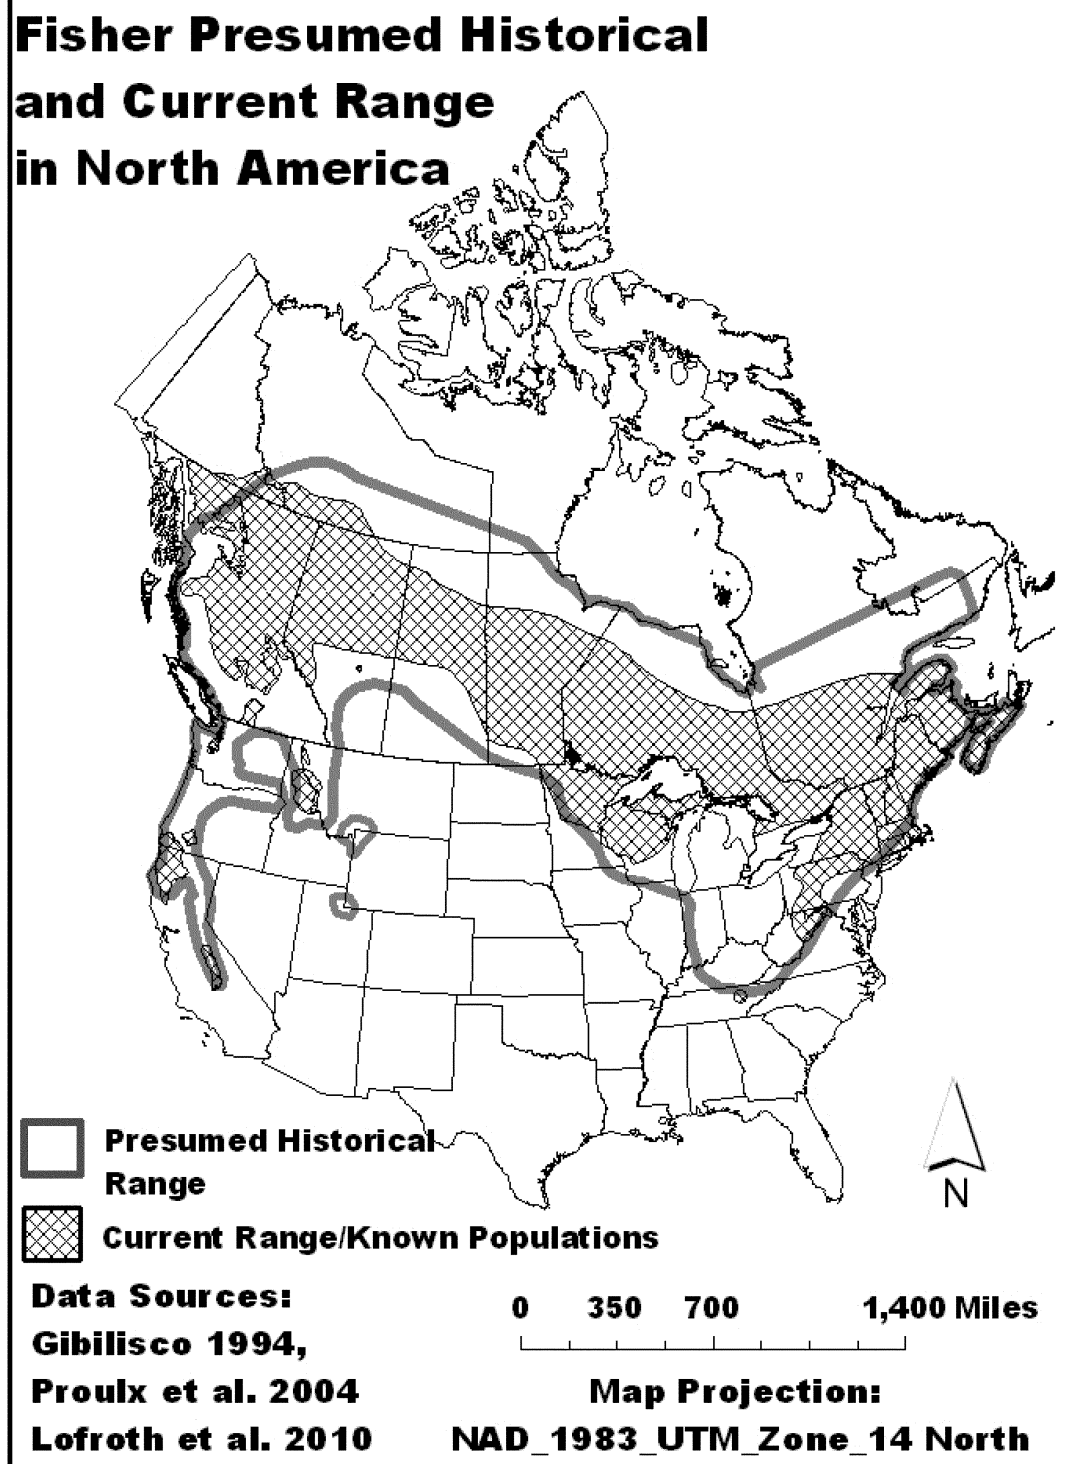 Fisher Presumed Historical
and Current Range
in North America
N
Presumed Historical
Range
Current Range/Known Populations
Data Sources:
Gibilisco 1994,
Proulx et al. 2004
Lofroth et al. 2010
0 350 700 1,400 Miles
Map Projection:
NAD_1983_UTM_Zone_14 North